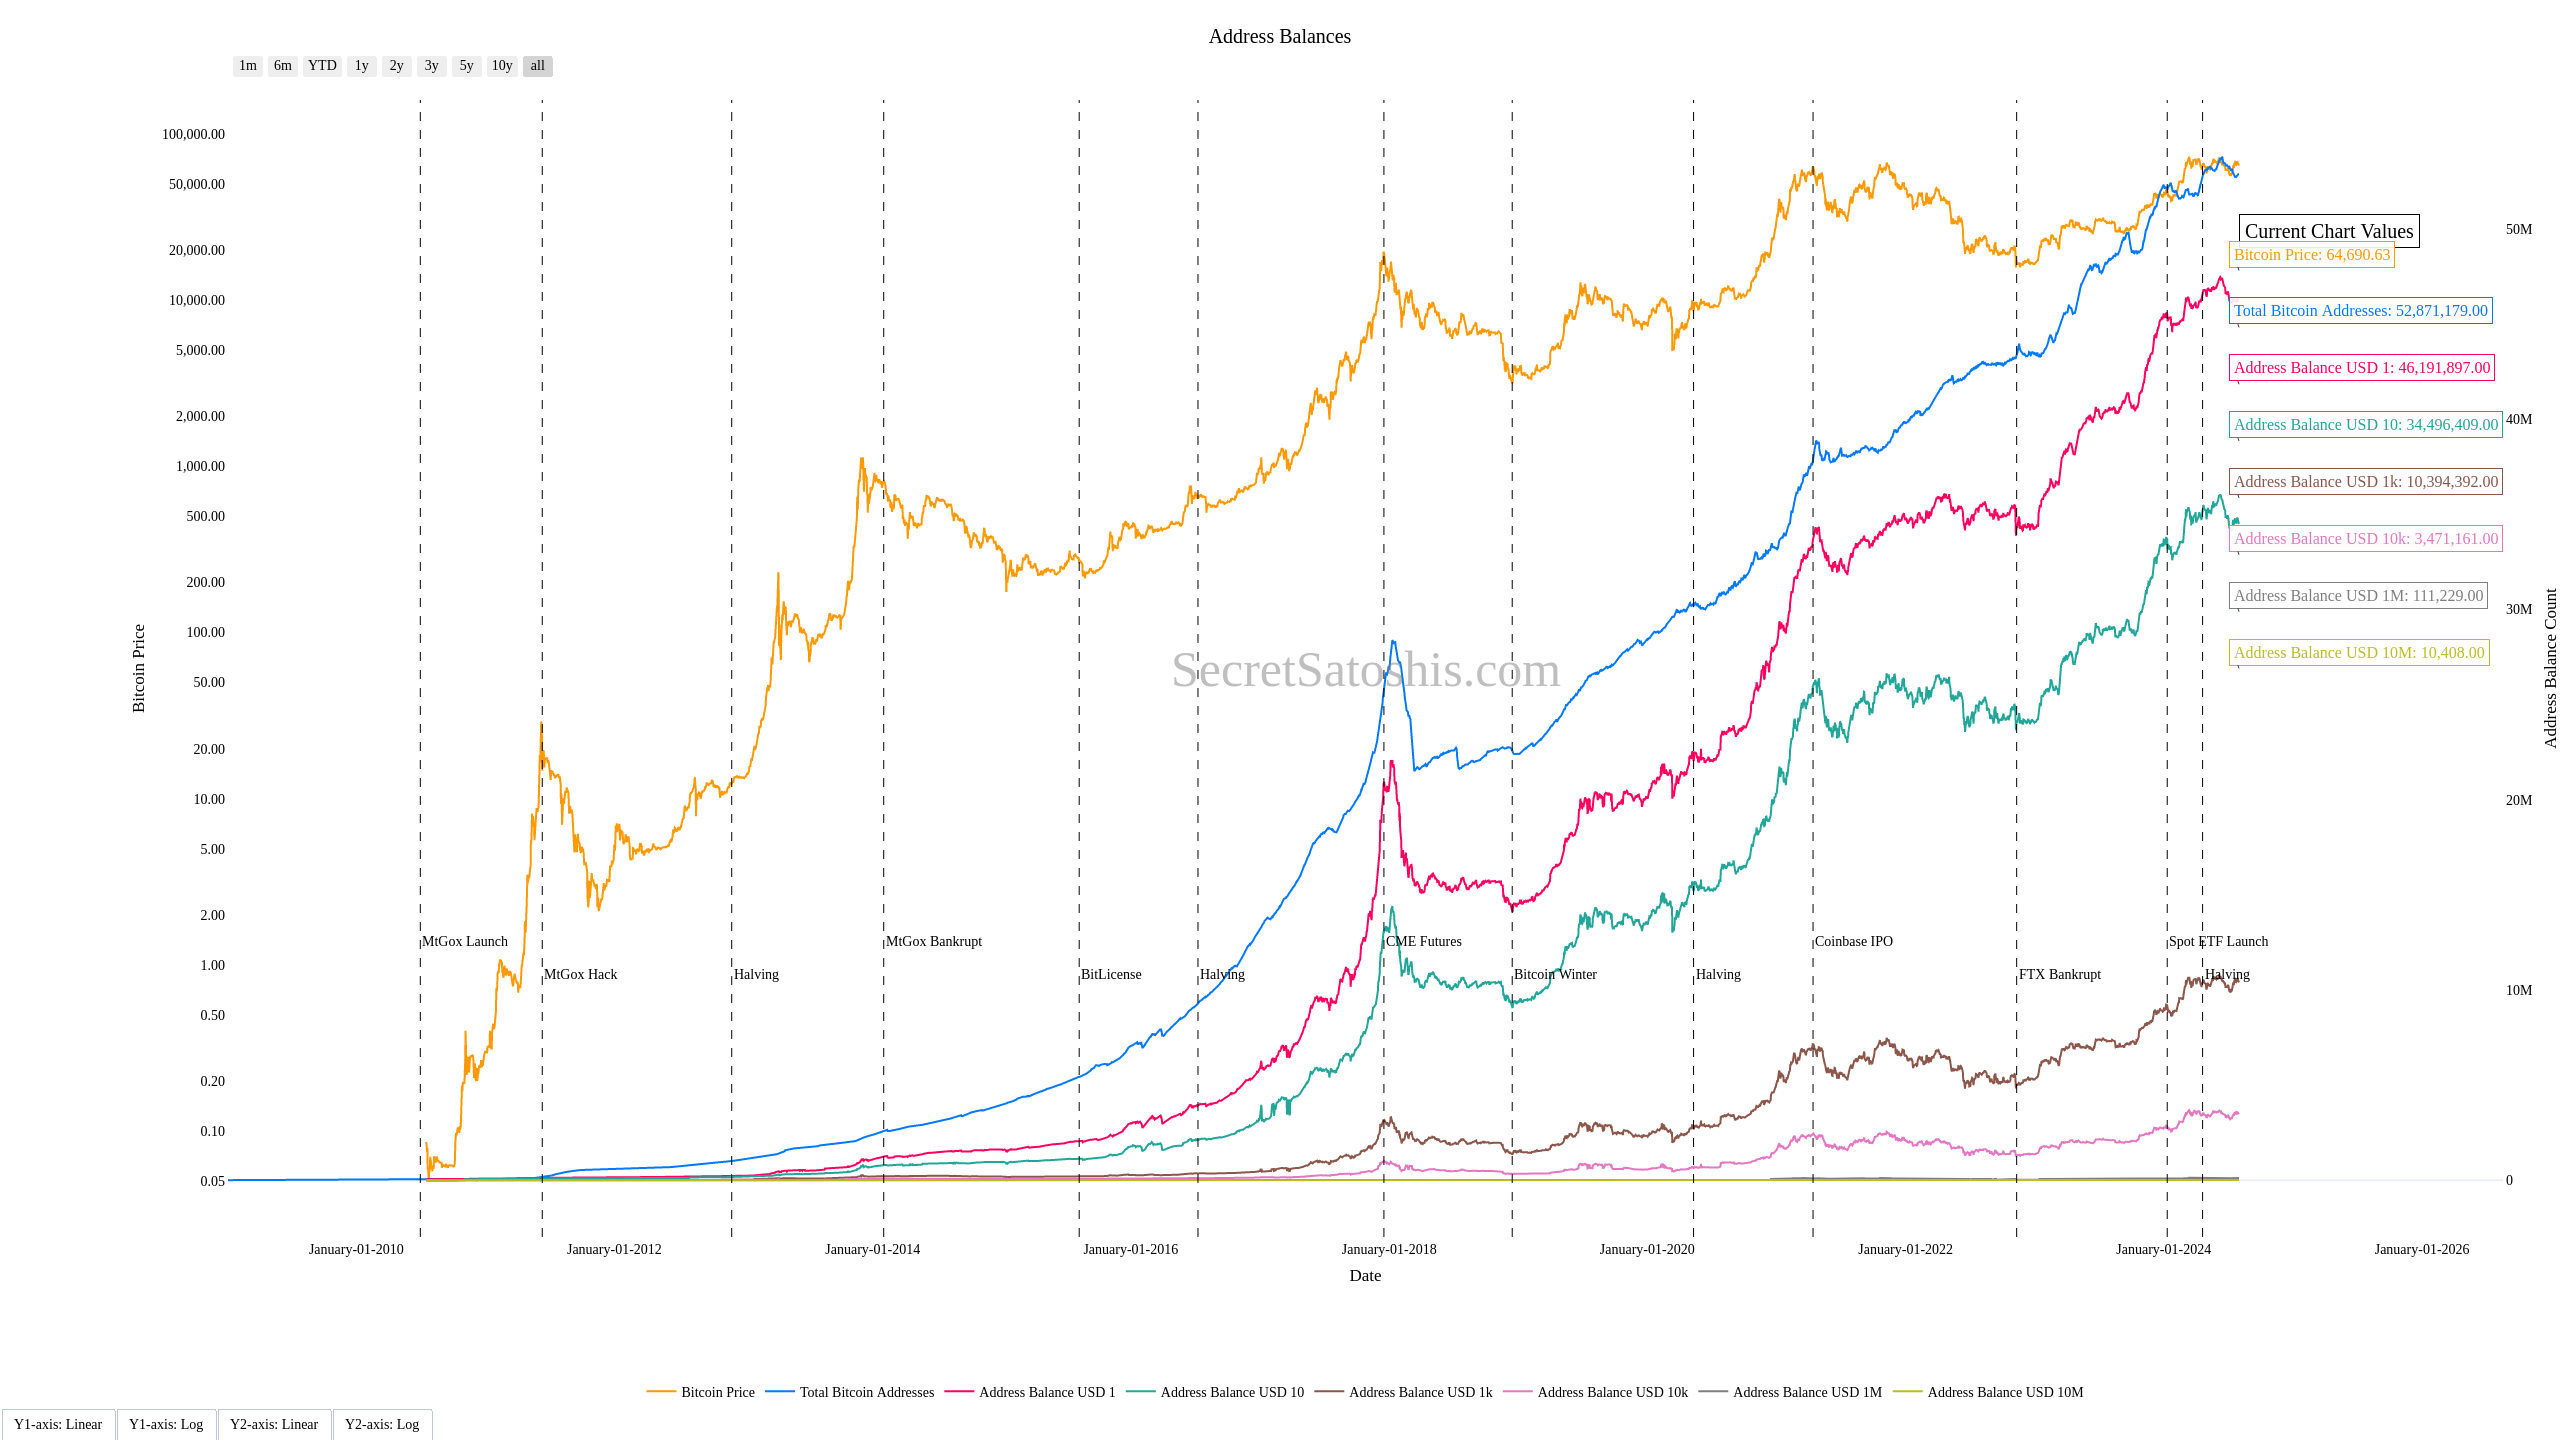 Address Balances
1m 6m YTD 1y 2y 3y 5y 10y all
100,000.00
50,000.00
20,000.00
10,000.00
5,000.00
2,000.00
1,000.00
500.00
200.00
100.00
50.00
20.00
10.00
5.00
2.00
1.00
0.50
0.20
0.10
0.05
Bitcoin Price
50M
40M
30M
20M
10M
0
Address Balance Count
Current Chart Values
Bitcoin Price: 64,690.63
Total Bitcoin Addresses: 52,871,179.00
Address Balance USD 1: 46,191,897.00
Address Balance USD 10: 34,496,409.00
Address Balance USD 1k: 10,394,392.00
Address Balance USD 10k: 3,471,161.00
Address Balance USD 1M: 111,229.00
Address Balance USD 10M: 10,408.00
SecretSatoshis.com
MtGox Launch
MtGox Hack
Halving
MtGox Bankrupt
BitLicense
Halving
CME Futures
Bitcoin Winter
Halving
Coinbase IPO
FTX Bankrupt
Spot ETF Launch
Halving
January-01-2010 January-01-2012 January-01-2014 January-01-2016 January-01-2018 January-01-2020 January-01-2022 January-01-2024 January-01-2026
Date
Bitcoin Price Total Bitcoin Addresses Address Balance USD 1 Address Balance USD 10 Address Balance USD 1k Address Balance USD 10k Address Balance USD 1M Address Balance USD 10M
Y1-axis: Linear Y1-axis: Log Y2-axis: Linear Y2-axis: Log